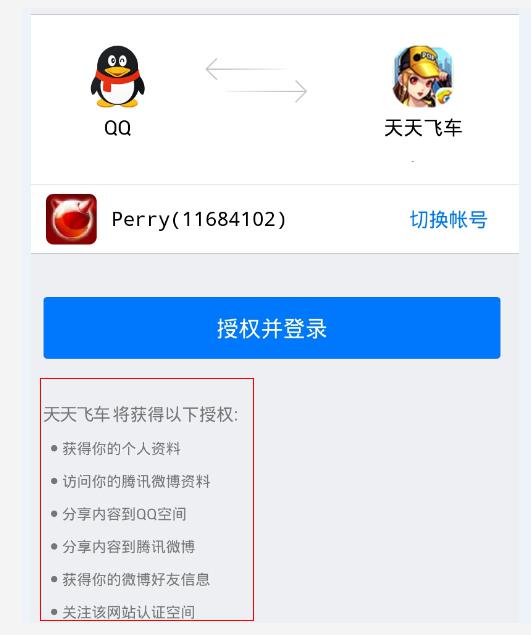 QQ
天天飞车
Perry(11684102)
切换帐号
授权并登录
天天飞车 将获得以下授权:
获得你的个人资料
访问你的腾讯微博资料
分享内容到QQ空间
分享内容到腾讯微博
获得你的微博好友信息
关注该网站认证空间